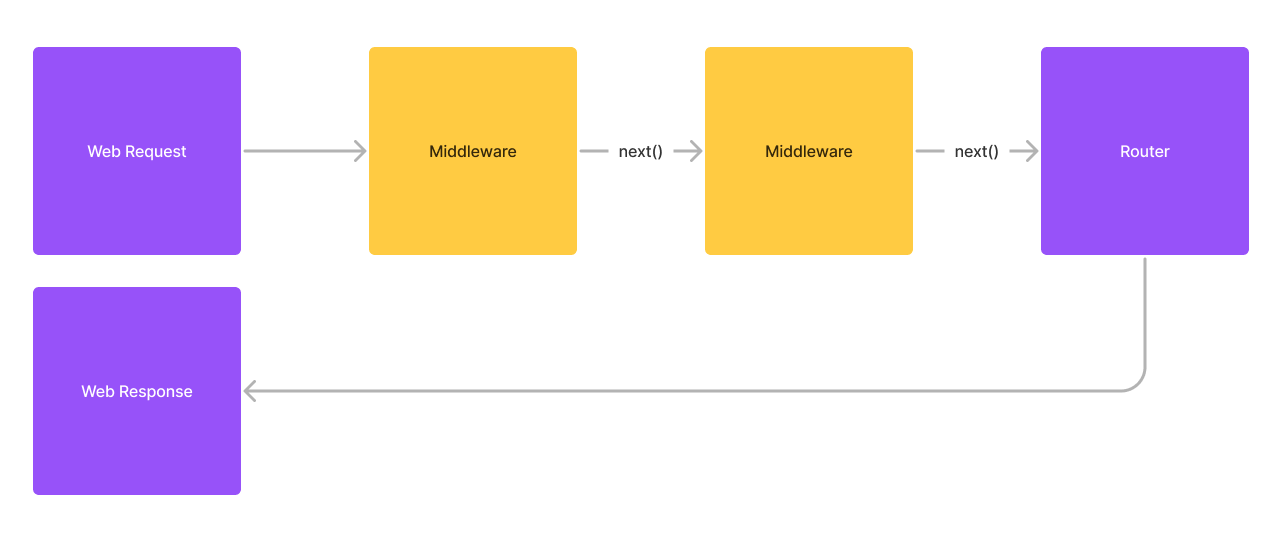 Web Request
Middleware
next()
Middleware
next()
Router
Web Response